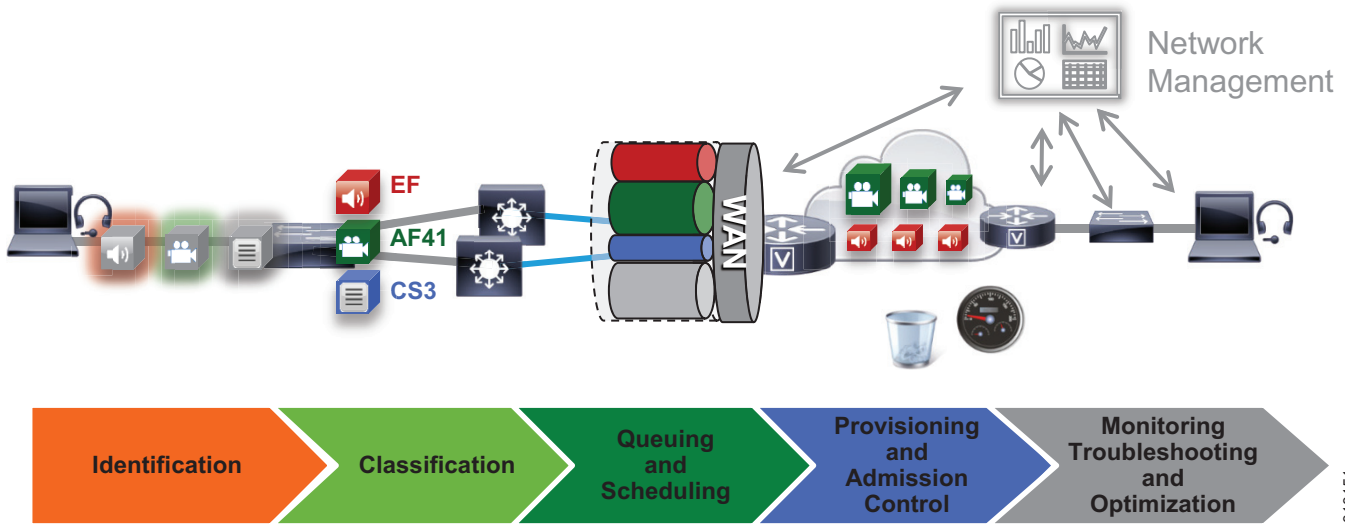 Network
Management
EF
AF41
CS3
WAN
V
V
Identification
Classification
Queuing
and
Scheduling
Provisioning
and
Admission
Control
Monitoring
Troubleshooting
and
Optimization